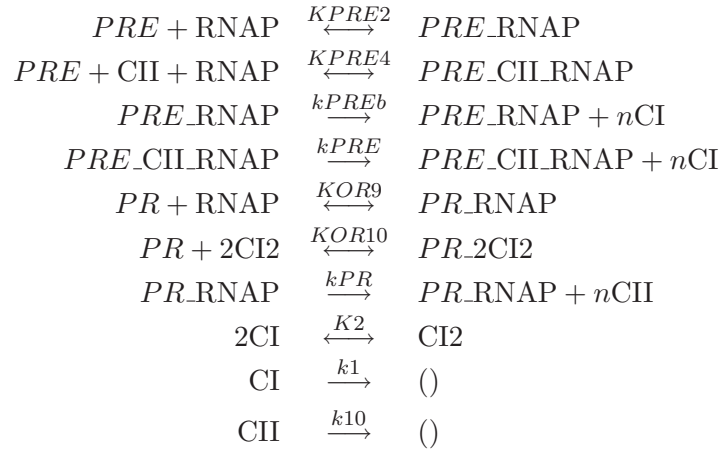 PRE + RNAP <-KPRE2-> PRE_RNAP
PRE + CII + RNAP <-KPRE4-> PRE_CII_RNAP
PRE_RNAP -kPREb-> PRE_RNAP + nCI
PRE_CII_RNAP -kPRE-> PRE_CII_RNAP + nCI
PR + RNAP <-KOR9-> PR_RNAP
PR + 2CI2 <-KOR10-> PR_2CI2
PR_RNAP -kPR-> PR_RNAP + nCII
2CI <-K2-> CI2
CI -k1-> ()
CII -k10-> ()